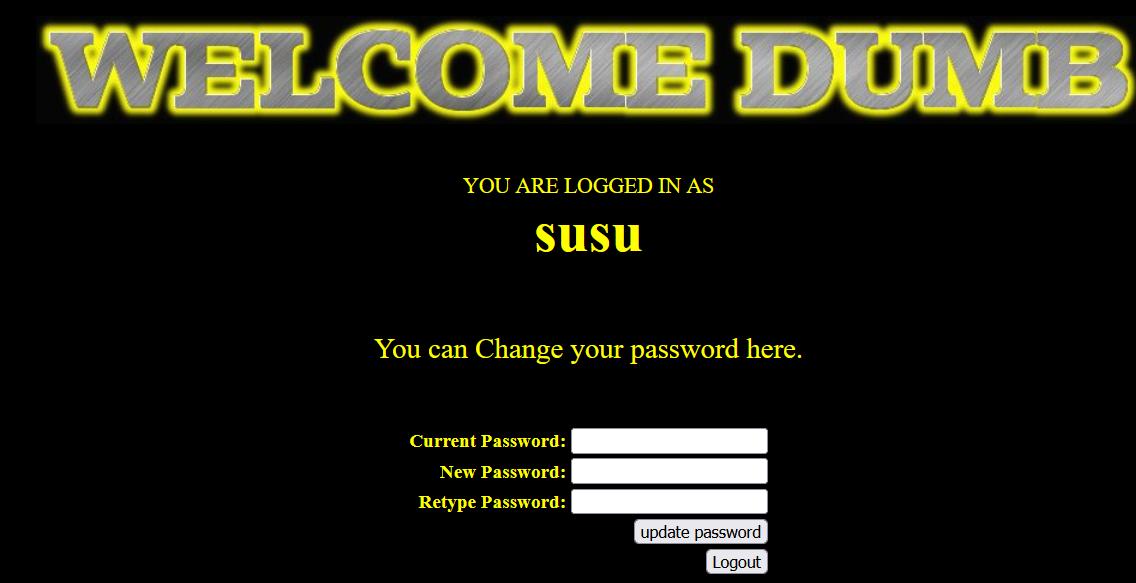 WELCOME DUMB
YOU ARE LOGGED IN AS
susu
You can Change your password here.
Current Password:
New Password:
Retype Password:
update password
Logout